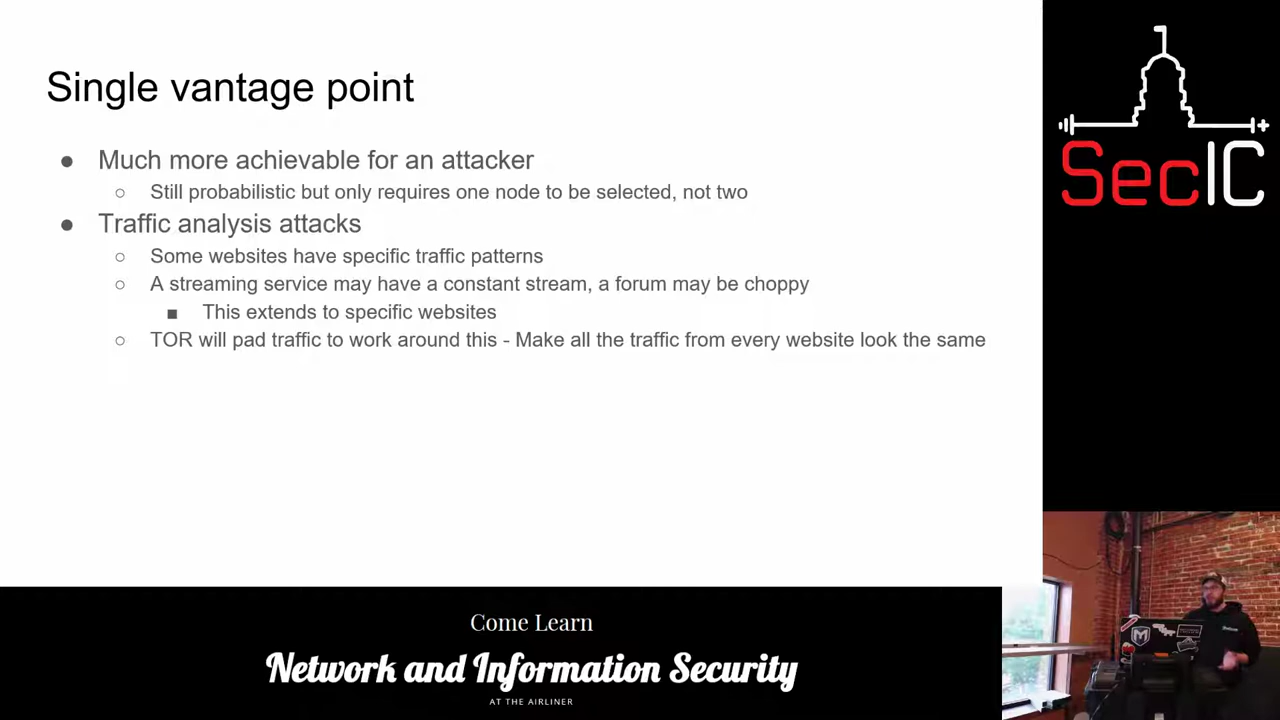 Single vantage point
● Much more achievable for an attacker
○ Still probabilistic but only requires one node to be selected, not two
● Traffic analysis attacks
○ Some websites have specific traffic patterns
○ A streaming service may have a constant stream, a forum may be choppy
■ This extends to specific websites
○ TOR will pad traffic to work around this - Make all the traffic from every website look the same
SecIC
Come Learn
Network and Information Security
AT THE AIRLINER